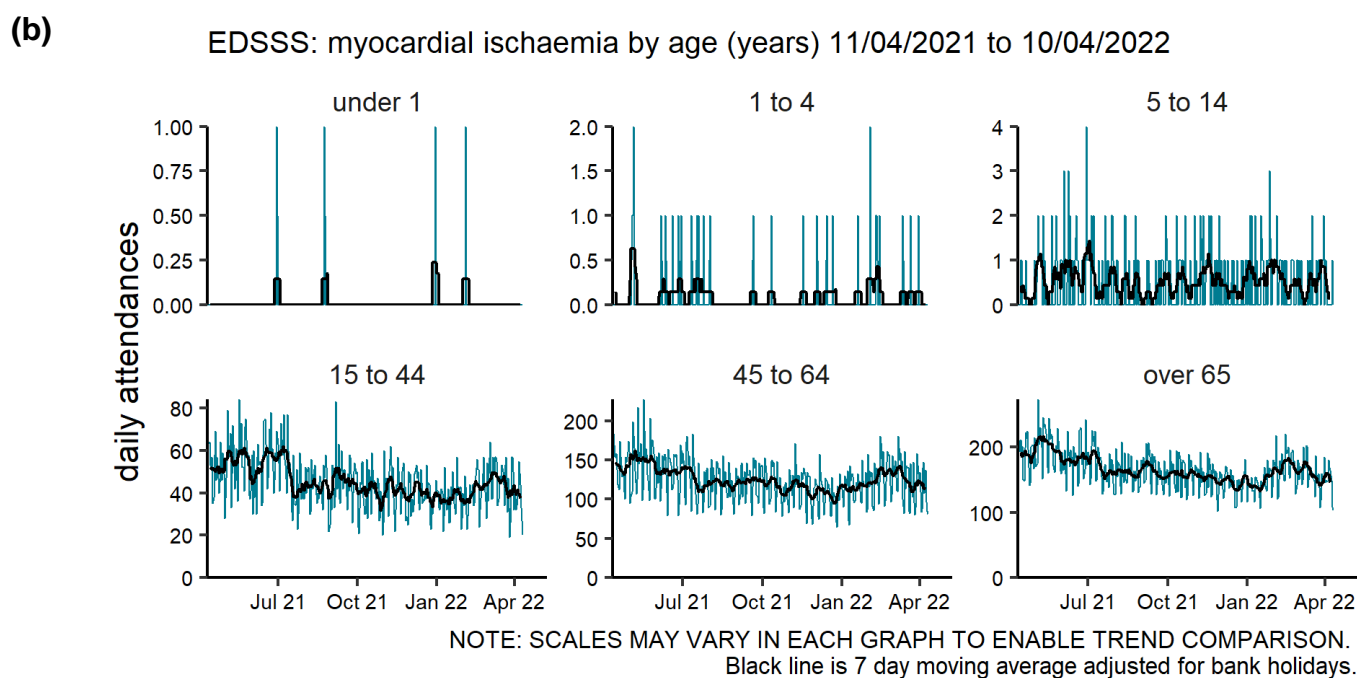 (b)
EDSSS: myocardial ischaemia by age (years) 11/04/2021 to 10/04/2022
daily attendances
under 1
1.00
0.75
0.50
0.25
0.00
1 to 4
2.0
1.5
1.0
0.5
0.0
5 to 14
4
3
2
1
0
15 to 44
80
60
40
20
0
Jul 21 Oct 21 Jan 22 Apr 22
45 to 64
200
150
100
50
0
Jul 21 Oct 21 Jan 22 Apr 22
over 65
200
100
0
Jul 21 Oct 21 Jan 22 Apr 22
NOTE: SCALES MAY VARY IN EACH GRAPH TO ENABLE TREND COMPARISON.
Black line is 7 day moving average adjusted for bank holidays.